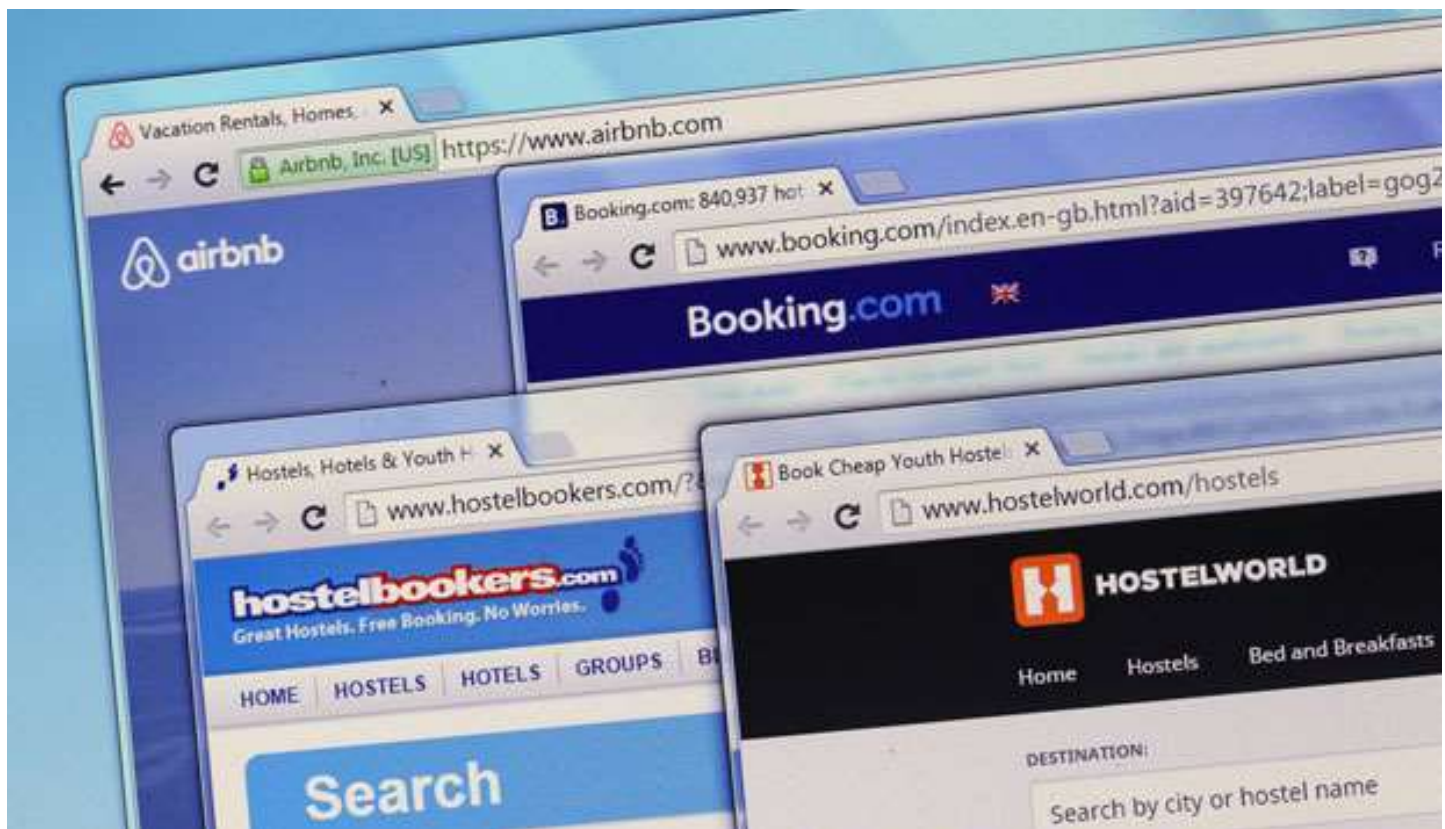 Vacation Rentals, Homes,
Airbnb, Inc. [US] https://www.airbnb.com
airbnb
Booking.com: 840,937 hot
www.booking.com/index.en-gb.html?aid=397642;label=gog2
Booking.com
Hostels, Hotels & Youth H
www.hostelbookers.com/?
hostelbookers.com
Great Hostels. Free Booking. No Worries.
HOME HOSTELS HOTELS GROUPS
Search
Book Cheap Youth Hostel
www.hostelworld.com/hostels
HOSTELWORLD
Home Hostels Bed and Breakfasts
DESTINATION:
Search by city or hostel name